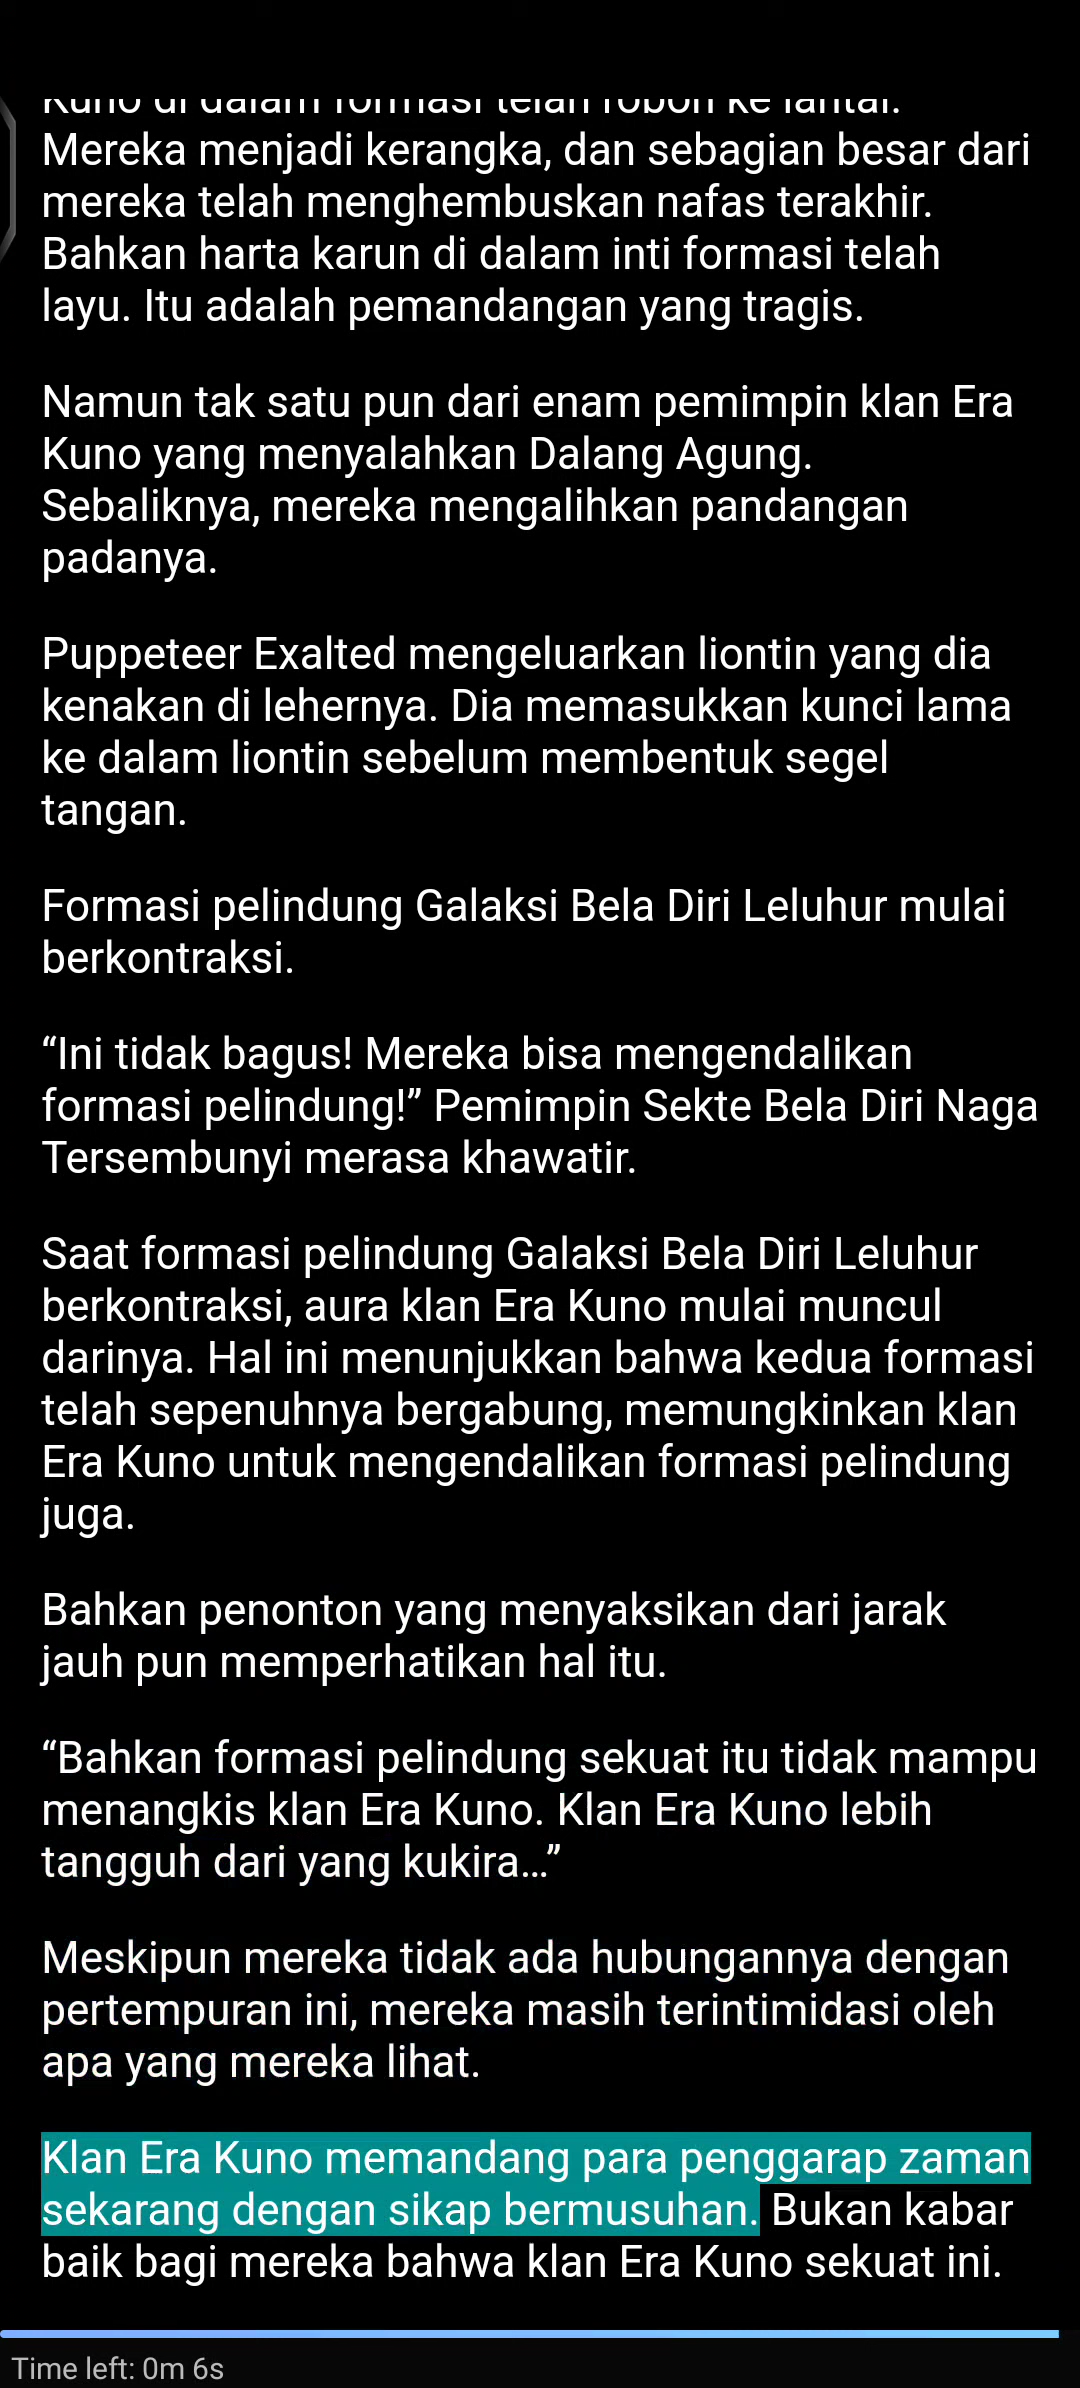 Kuno di dalam formasi telah roboh ke lantai.
Mereka menjadi kerangka, dan sebagian besar dari
mereka telah menghembuskan nafas terakhir.
Bahkan harta karun di dalam inti formasi telah
layu. Itu adalah pemandangan yang tragis.
Namun tak satu pun dari enam pemimpin klan Era
Kuno yang menyalahkan Dalang Agung.
Sebaliknya, mereka mengalihkan pandangan
padanya.
Puppeteer Exalted mengeluarkan liontin yang dia
kenakan di lehernya. Dia memasukkan kunci lama
ke dalam liontin sebelum membentuk segel
tangan.
Formasi pelindung Galaksi Bela Diri Leluhur mulai
berkontraksi.
“Ini tidak bagus! Mereka bisa mengendalikan
formasi pelindung!” Pemimpin Sekte Bela Diri Naga
Tersembunyi merasa khawatir.
Saat formasi pelindung Galaksi Bela Diri Leluhur
berkontraksi, aura klan Era Kuno mulai muncul
darinya. Hal ini menunjukkan bahwa kedua formasi
telah sepenuhnya bergabung, memungkinkan klan
Era Kuno untuk mengendalikan formasi pelindung
juga.
Bahkan penonton yang menyaksikan dari jarak
jauh pun memperhatikan hal itu.
“Bahkan formasi pelindung sekuat itu tidak mampu
menangkis klan Era Kuno. Klan Era Kuno lebih
tangguh dari yang kukira...”
Meskipun mereka tidak ada hubungannya dengan
pertempuran ini, mereka masih terintimidasi oleh
apa yang mereka lihat.
Klan Era Kuno memandang para penggarap zaman
sekarang dengan sikap bermusuhan. Bukan kabar
baik bagi mereka bahwa klan Era Kuno sekuat ini.
Time left: 0m 6s